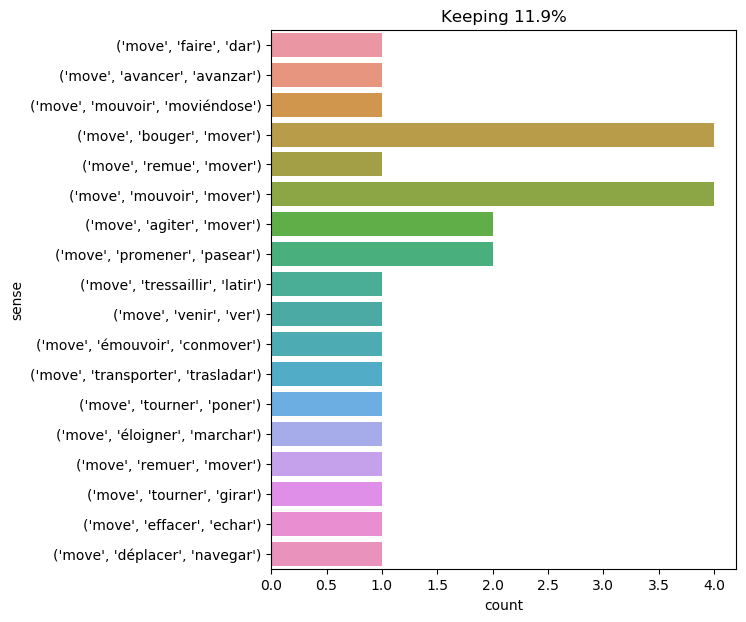 Keeping 11.9%
('move', 'faire', 'dar')
('move', 'avancer', 'avanzar')
('move', 'mouvoir', 'moviéndose')
('move', 'bouger', 'mover')
('move', 'remue', 'mover')
('move', 'mouvoir', 'mover')
('move', 'agiter', 'mover')
('move', 'promener', 'pasear')
('move', 'tressaillir', 'latir')
('move', 'venir', 'ver')
('move', 'émouvoir', 'conmover')
('move', 'transporter', 'trasladar')
('move', 'tourner', 'poner')
('move', 'éloigner', 'marchar')
('move', 'remuer', 'mover')
('move', 'tourner', 'girar')
('move', 'effacer', 'echar')
('move', 'déplacer', 'navegar')
sense
0.0 0.5 1.0 1.5 2.0 2.5 3.0 3.5 4.0
count